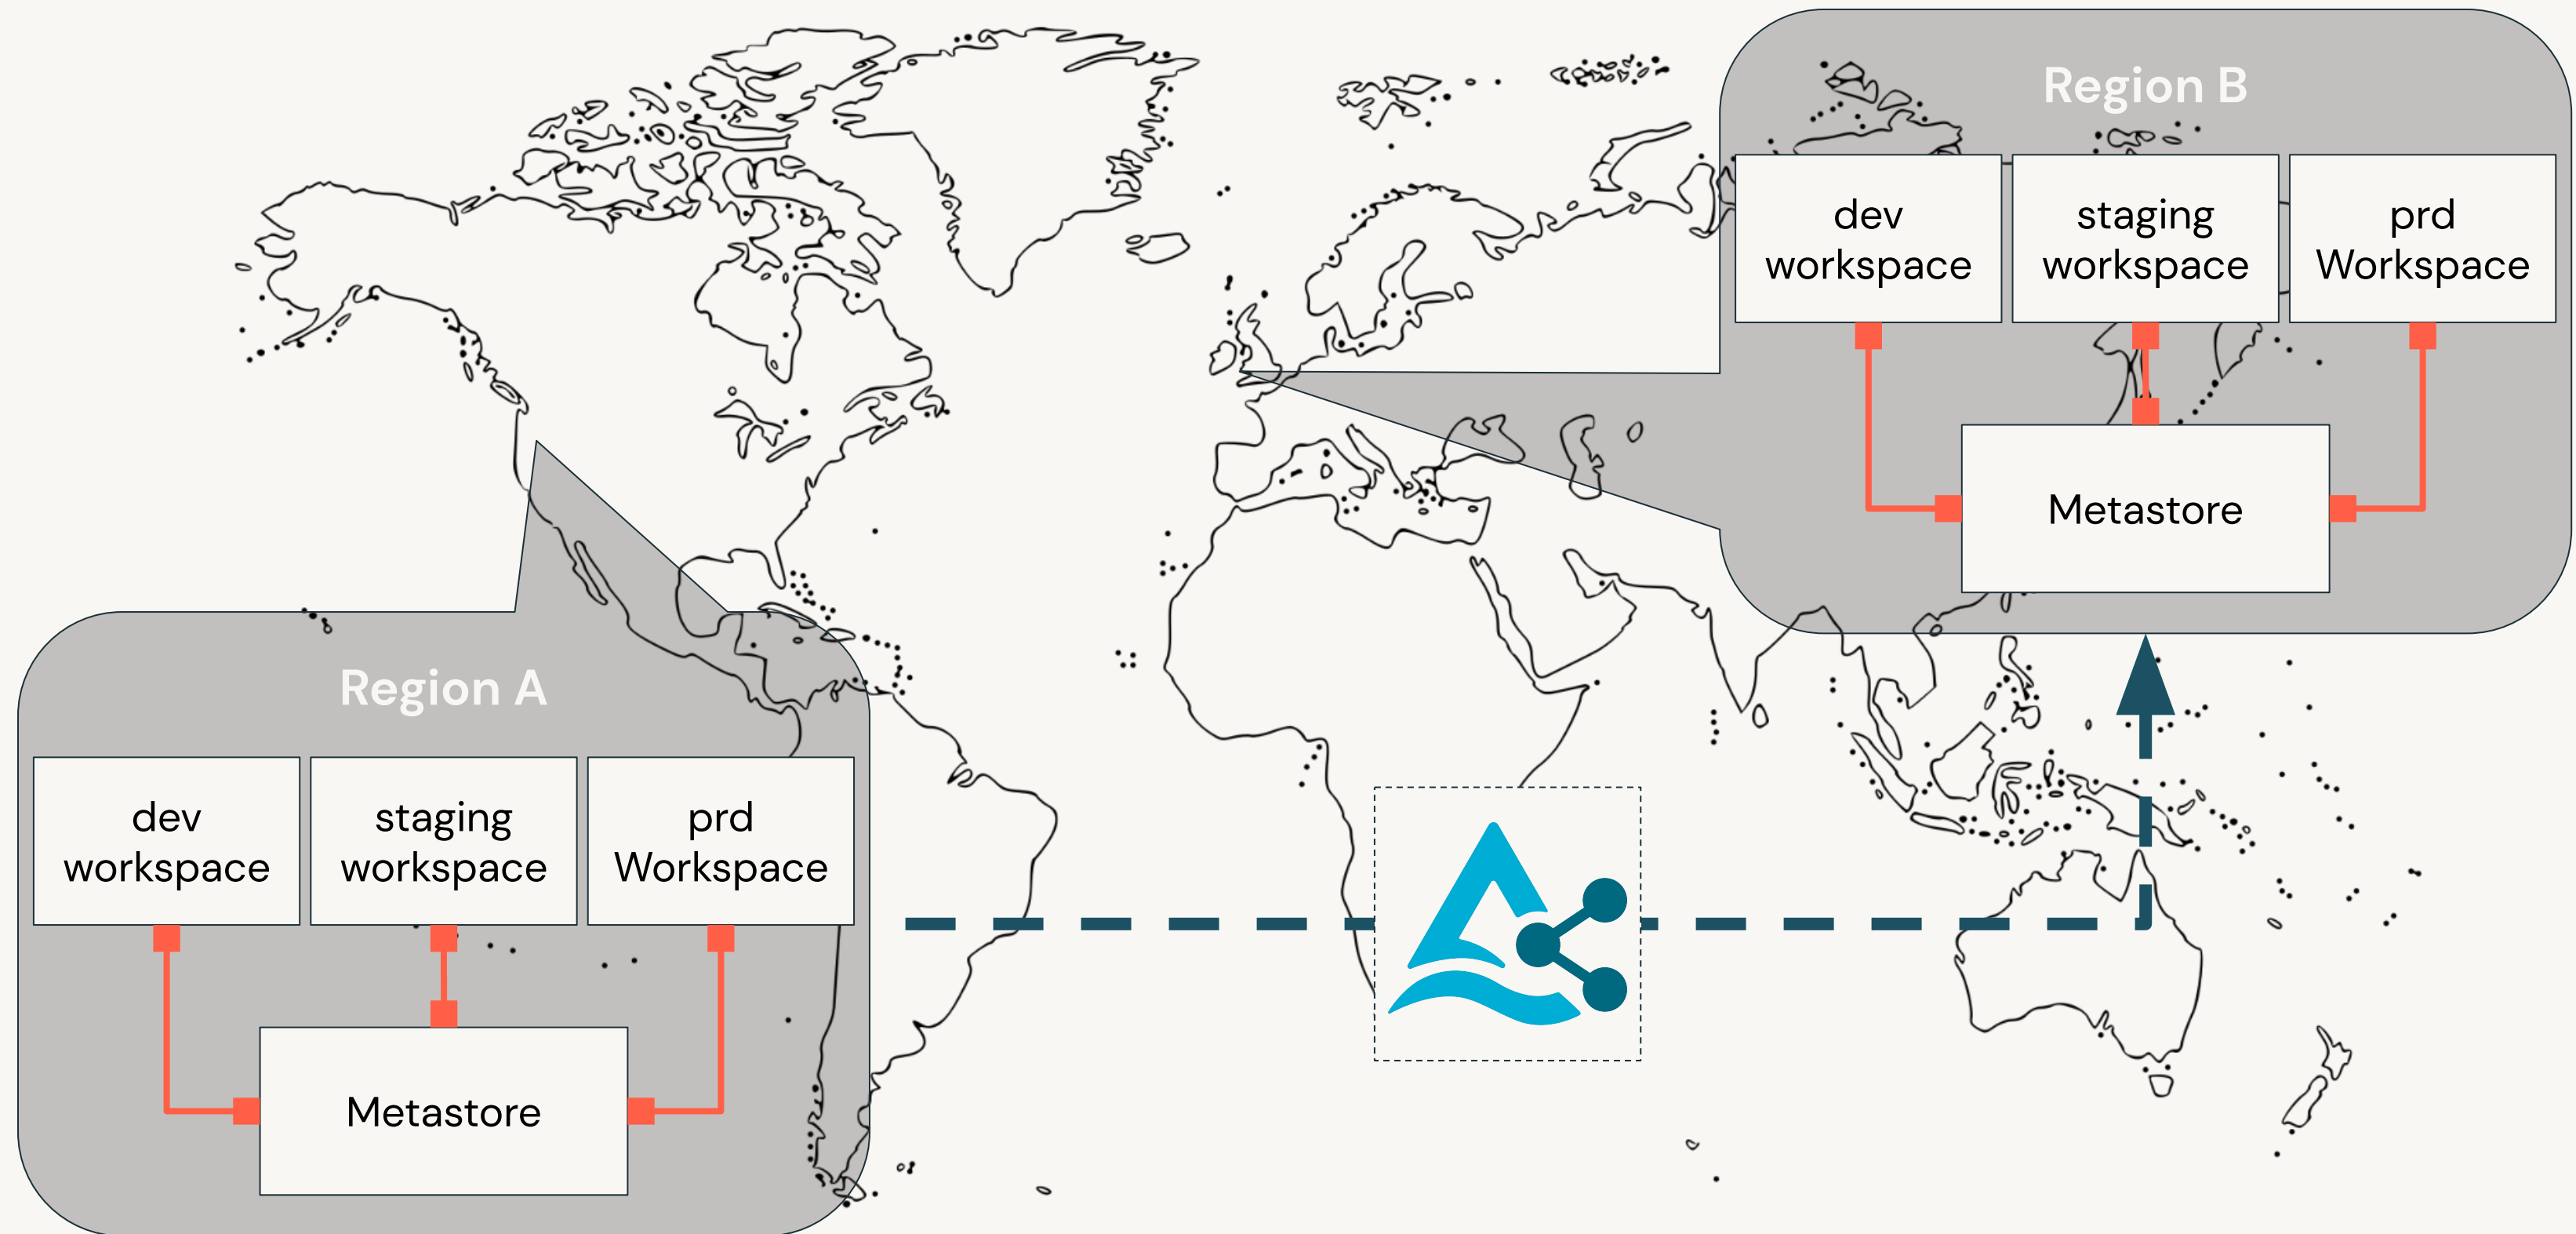 Region B
dev
workspace
staging
workspace
prd
Workspace
Metastore
Region A
dev
workspace
staging
workspace
prd
Workspace
Metastore